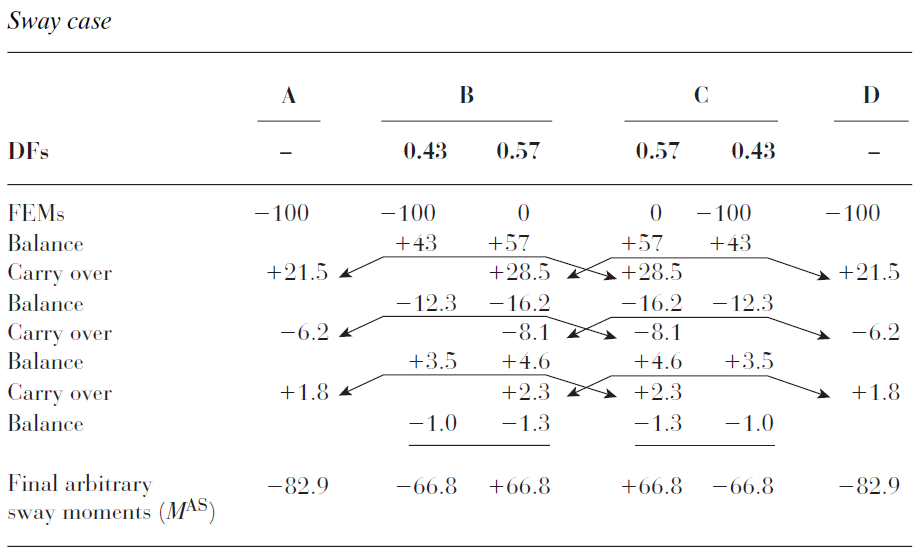 Sway case
A B C D
DFs – 0.43 0.57 0.57 0.43 –
FEMs −100 −100 0 0 −100 −100
Balance +43 +57 +57 +43
Carry over +21.5 +28.5 +28.5 +21.5
Balance −12.3 −16.2 −16.2 −12.3
Carry over −6.2 −8.1 −8.1 −6.2
Balance +3.5 +4.6 +4.6 +3.5
Carry over +1.8 +2.3 +2.3 +1.8
Balance −1.0 −1.3 −1.3 −1.0
Final arbitrary −82.9 −66.8 +66.8 +66.8 −66.8 −82.9
sway moments (MAS)